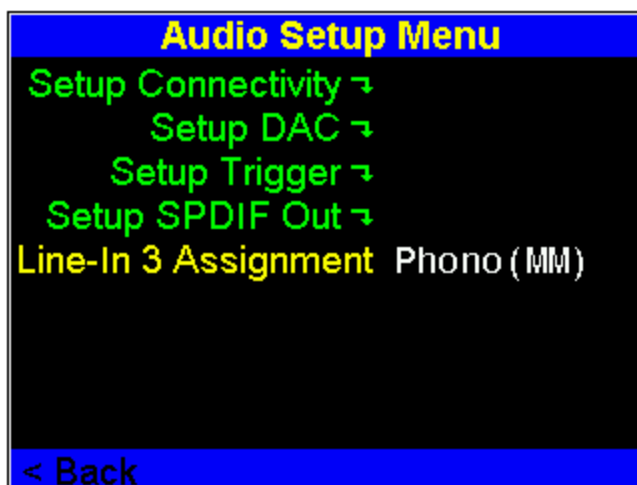 Audio Setup Menu
Setup Connectivity ↴
Setup DAC ↴
Setup Trigger ↴
Setup SPDIF Out ↴
Line-In 3 Assignment Phono(MM)
< Back